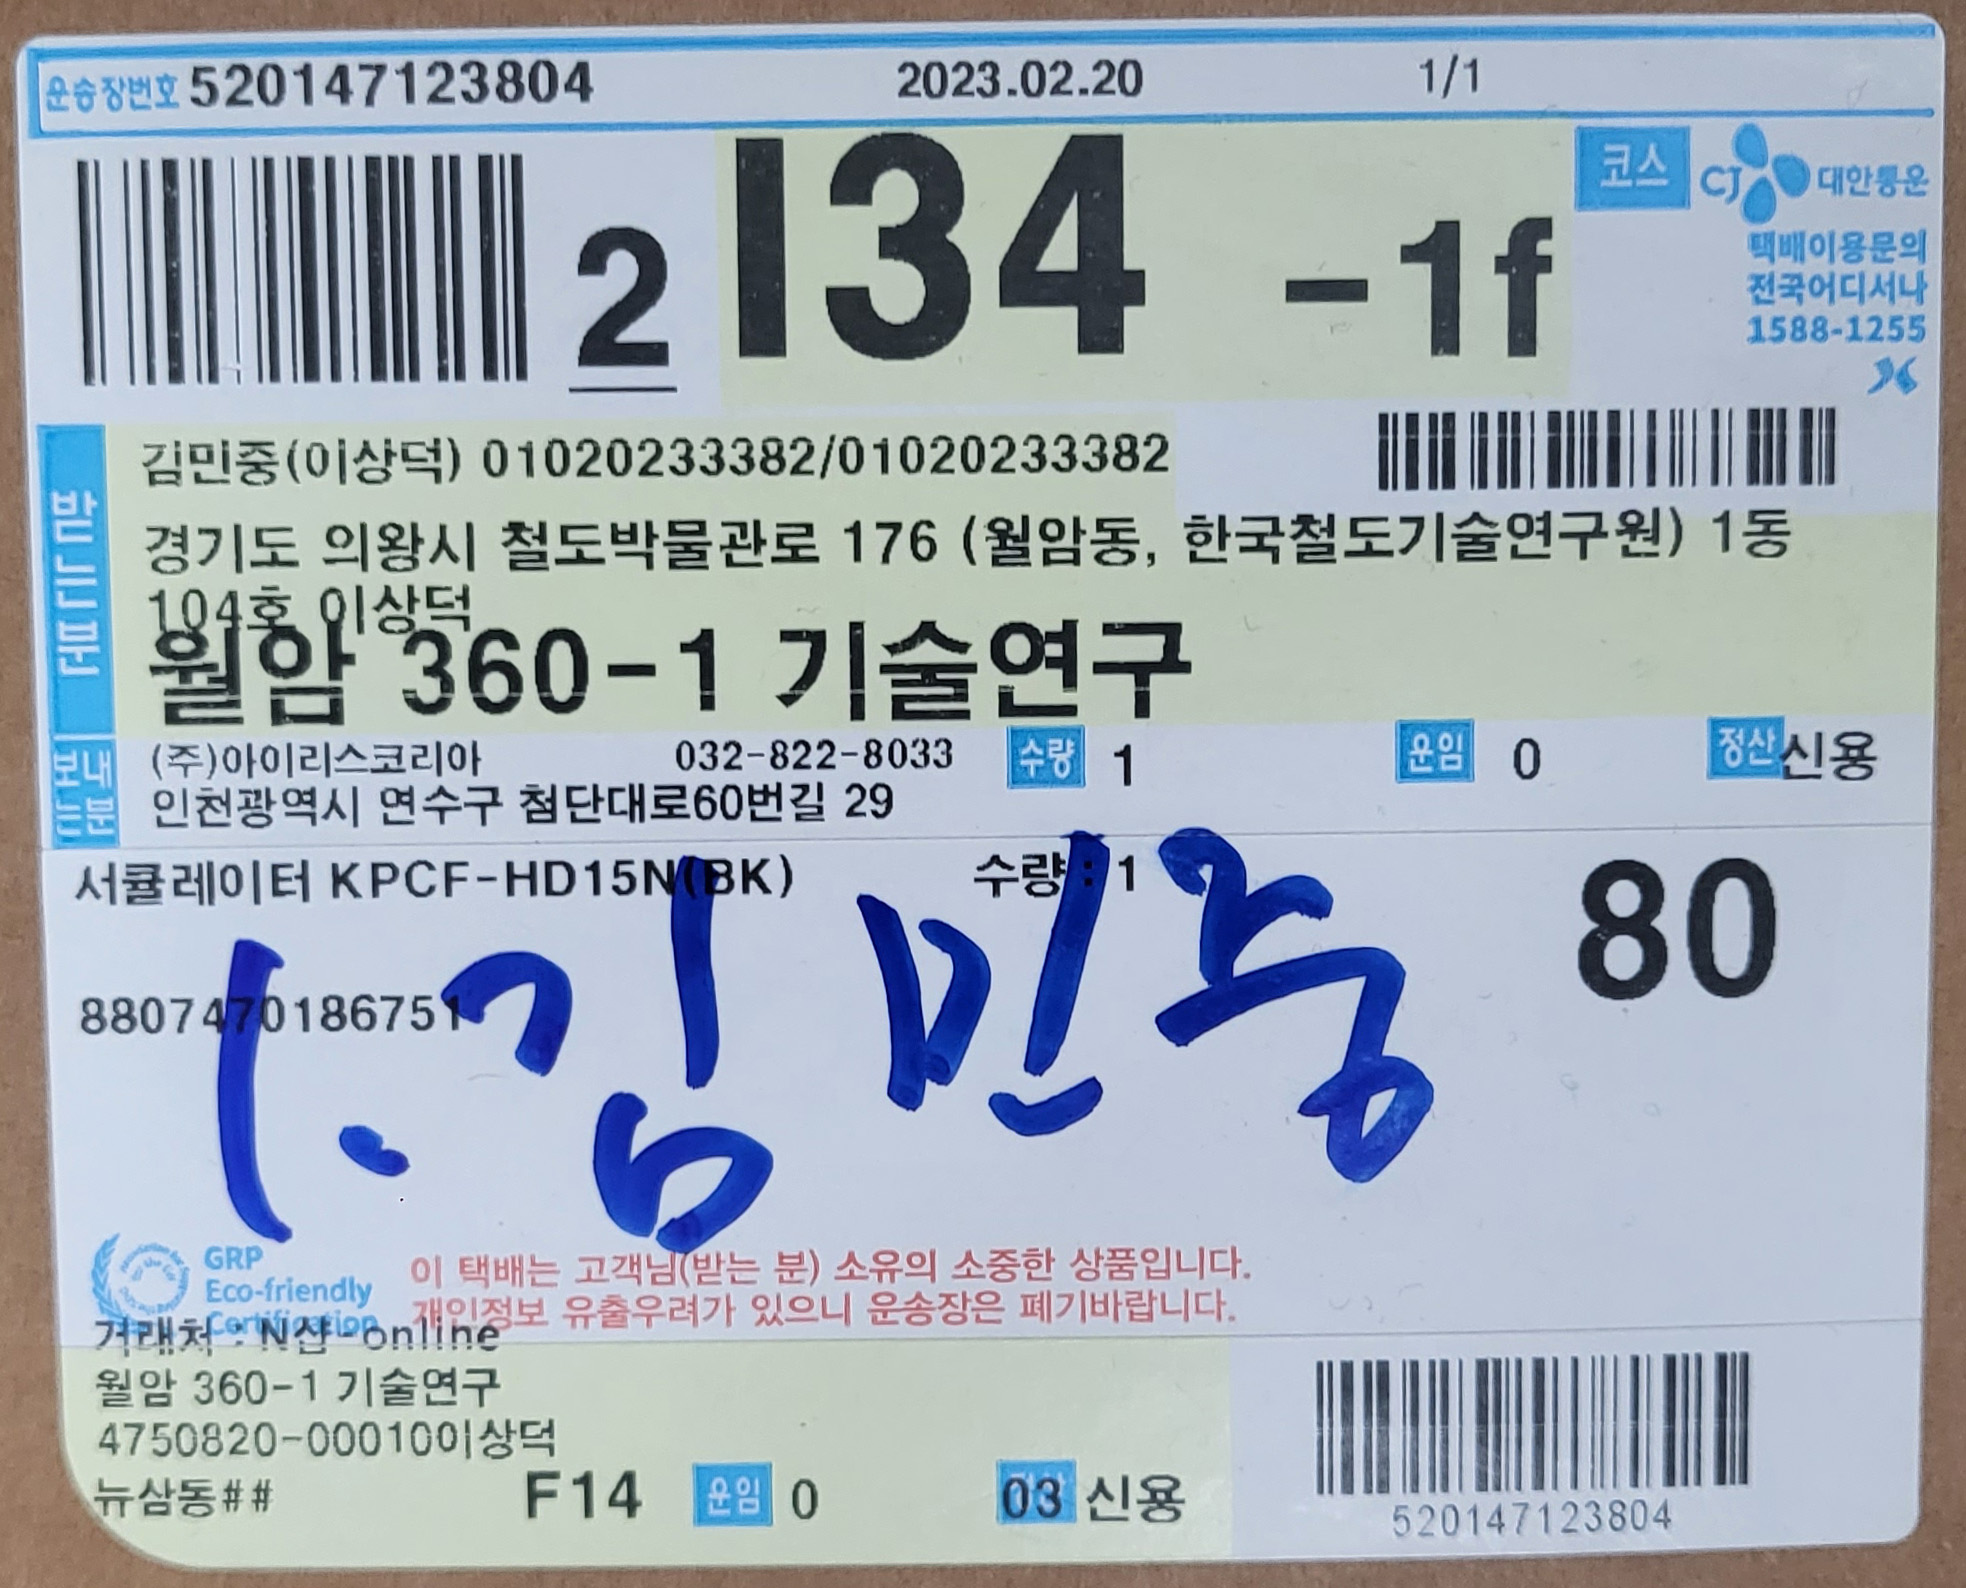 운송장번호 520147123804 2023.02.20 1/1
2 I34 -1f 코스 CJ 대한통운
택배이용문의
전국어디서나
1588-1255
받는분
김민중(이상덕) 01020233382/01020233382
경기도 의왕시 철도박물관로 176 (월암동, 한국철도기술연구원) 1동
104호 이상덕
월암 360-1 기술연구
보내는분
(주)아이리스코리아 032-822-8033 수량 1 운임 0 정산 신용
인천광역시 연수구 첨단대로60번길 29
서큘레이터 KPCF-HD15N(BK) 수량 : 1 80
8807470186751
1. 김민중
GRP
Eco-friendly
Certification
이 택배는 고객님(받는 분) 소유의 소중한 상품입니다.
개인정보 유출우려가 있으니 운송장은 폐기바랍니다.
거래처 : N샵-online
월암 360-1 기술연구
4750820-000100이상덕
뉴삼동## F14 운임 0 03 신용
520147123804